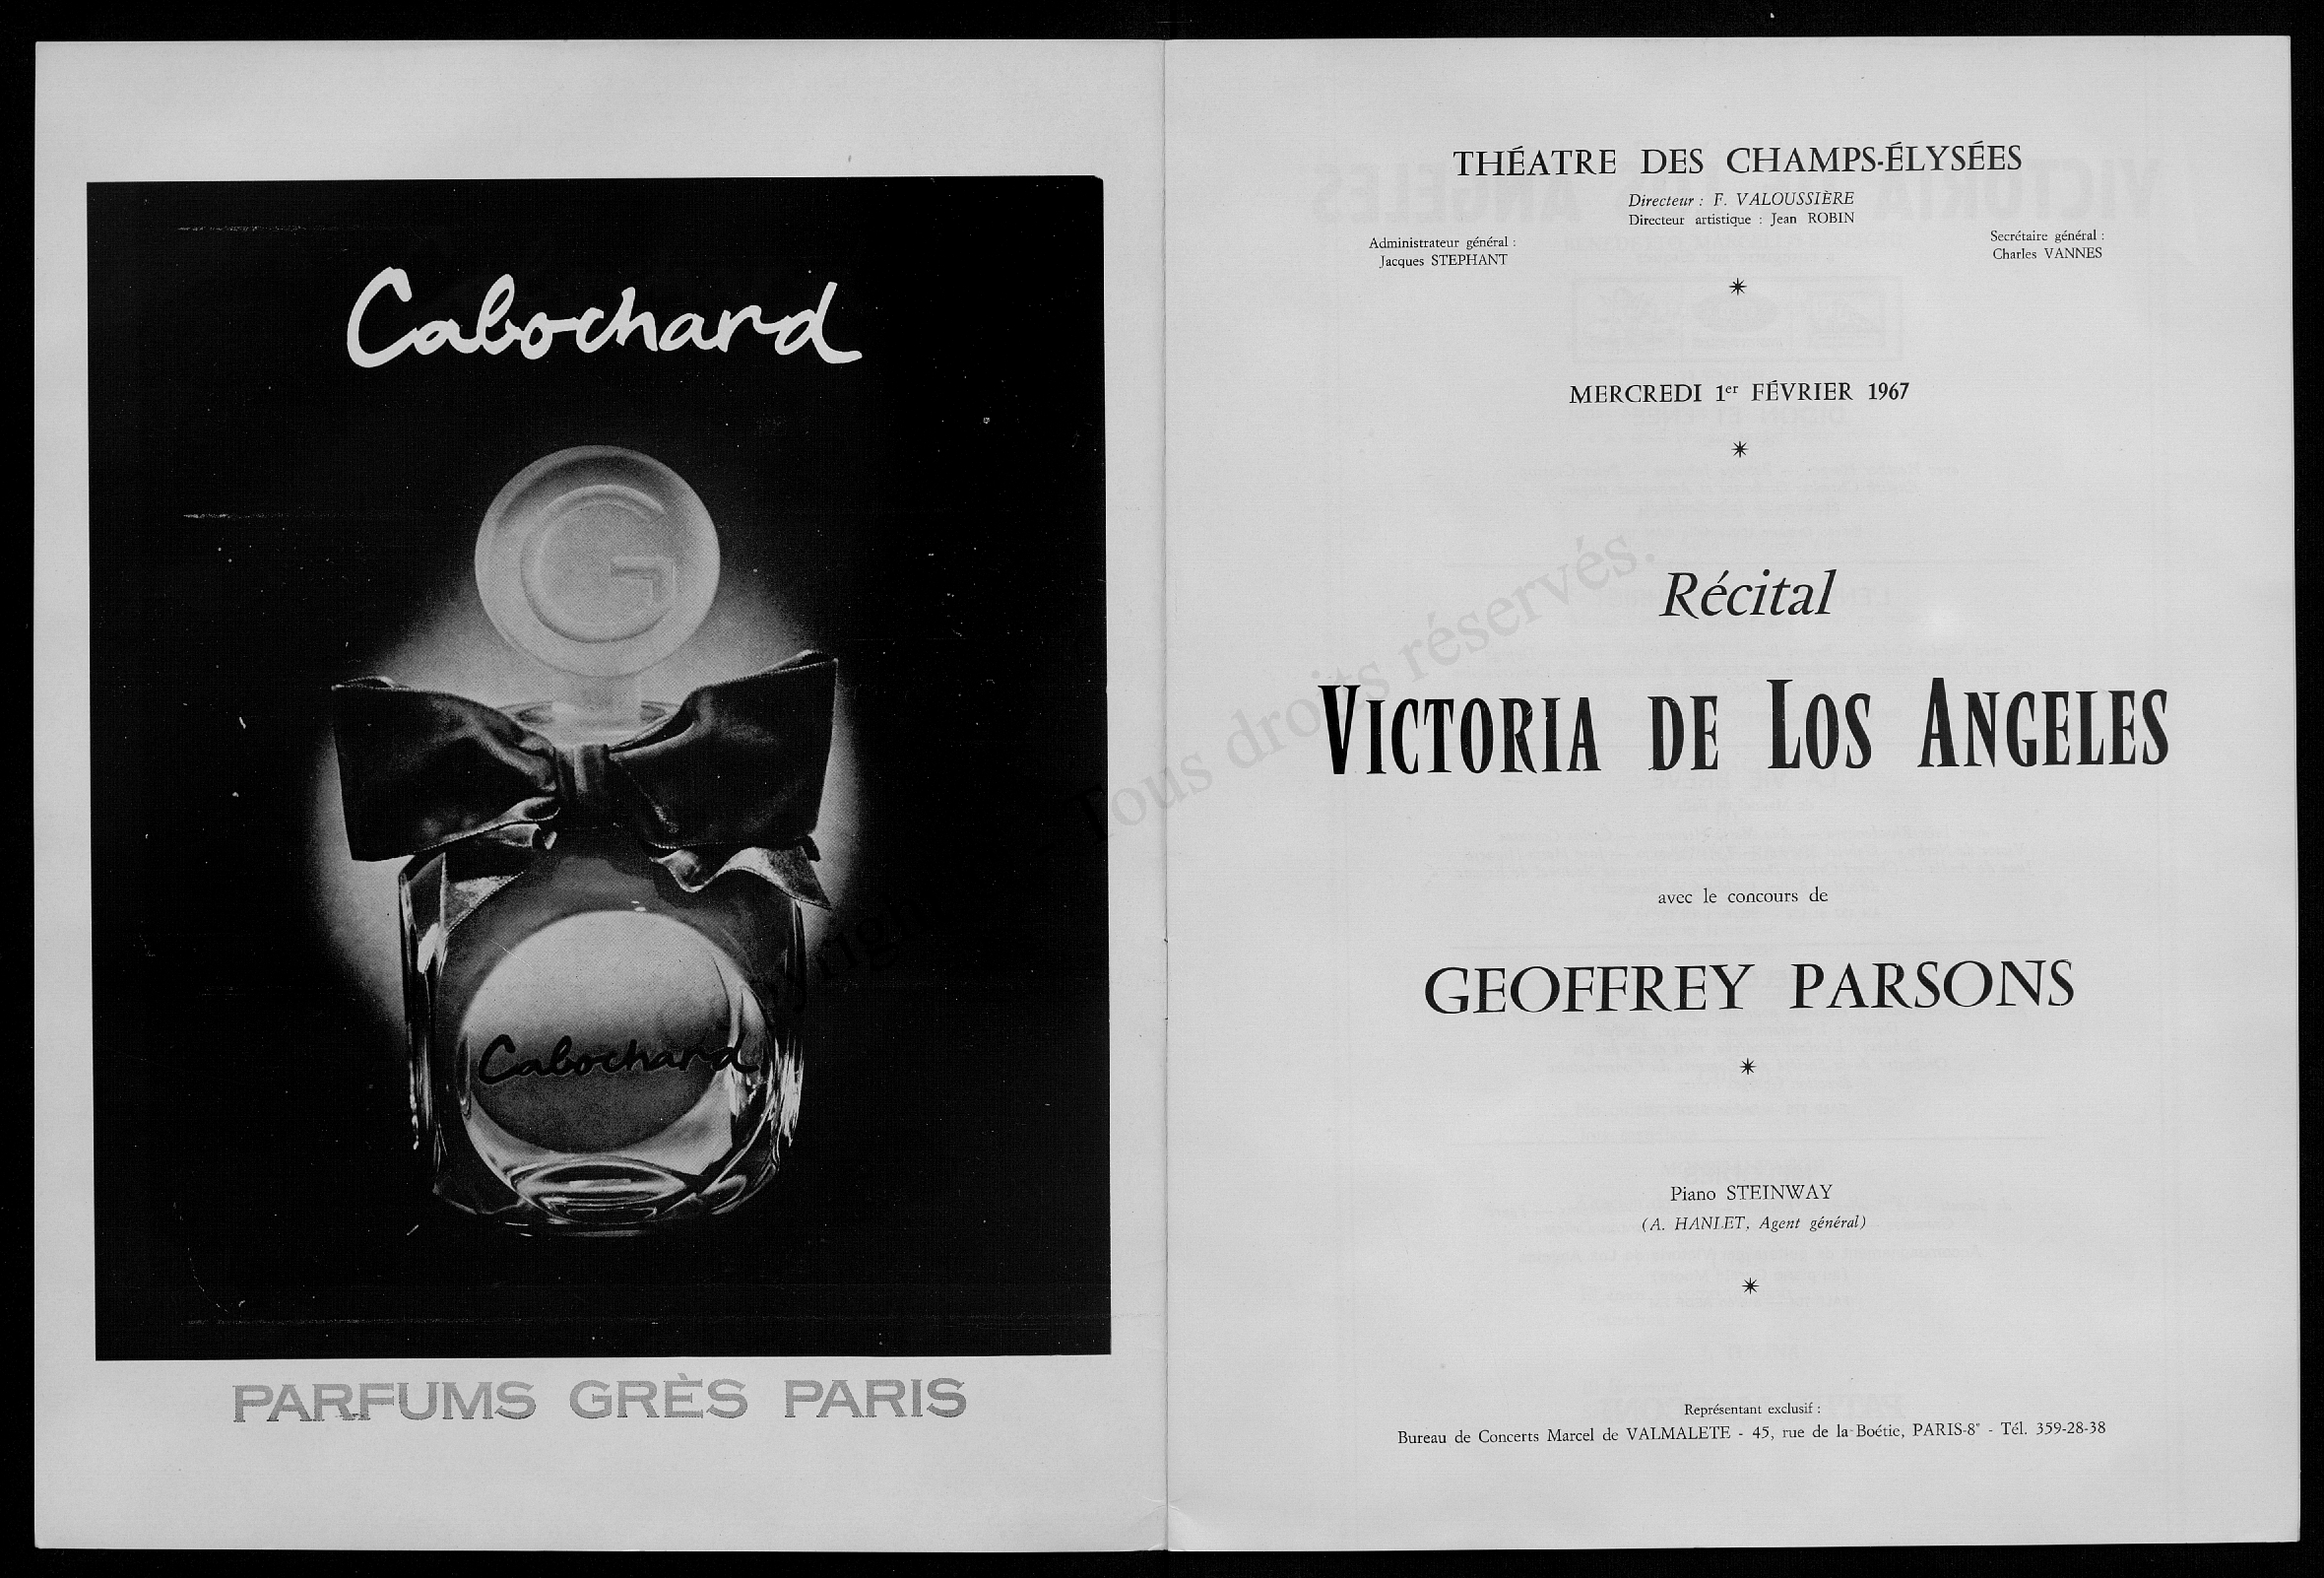 Cabochard
G
Cabochard
PARFUMS GRÈS PARIS
THÉATRE DES CHAMPS-ÉLYSÉES
Directeur : F. VALOUSSIÈRE
Directeur artistique : Jean ROBIN
Administrateur général :
Jacques STEPHANT
Secrétaire général :
Charles VANNES
MERCREDI 1er FÉVRIER 1967
Récital
VICTORIA DE LOS ANGELES
avec le concours de
GEOFFREY PARSONS
Piano STEINWAY
(A. HANLET, Agent général)
Représentant exclusif :
Bureau de Concerts Marcel de VALMALETE - 45, rue de la Boétie, PARIS-8e - Tél. 359-28-38
Tous droits réservés.